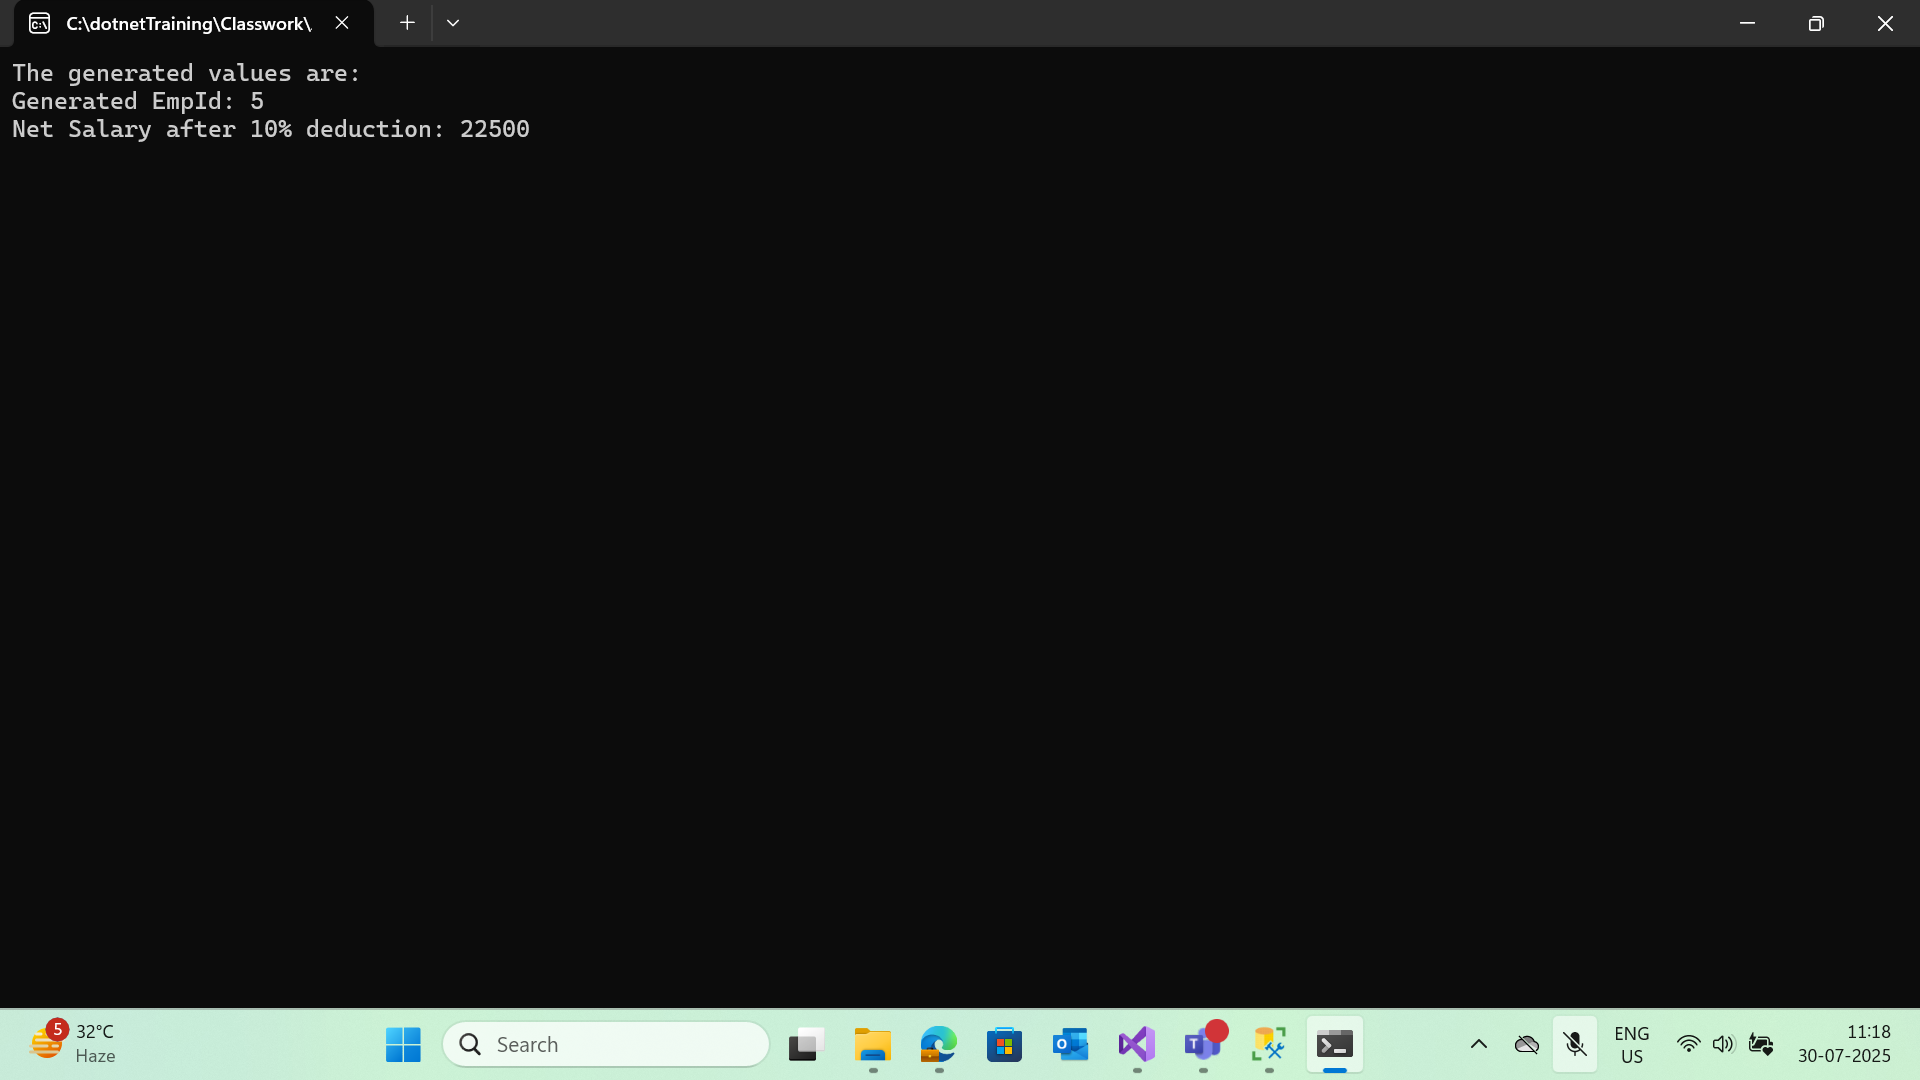 C:\dotnetTraining\Classwork\
The generated values are:
Generated EmpId: 5
Net Salary after 10% deduction: 22500
5
32°C
Haze
Search
ENG
US
11:18
30-07-2025